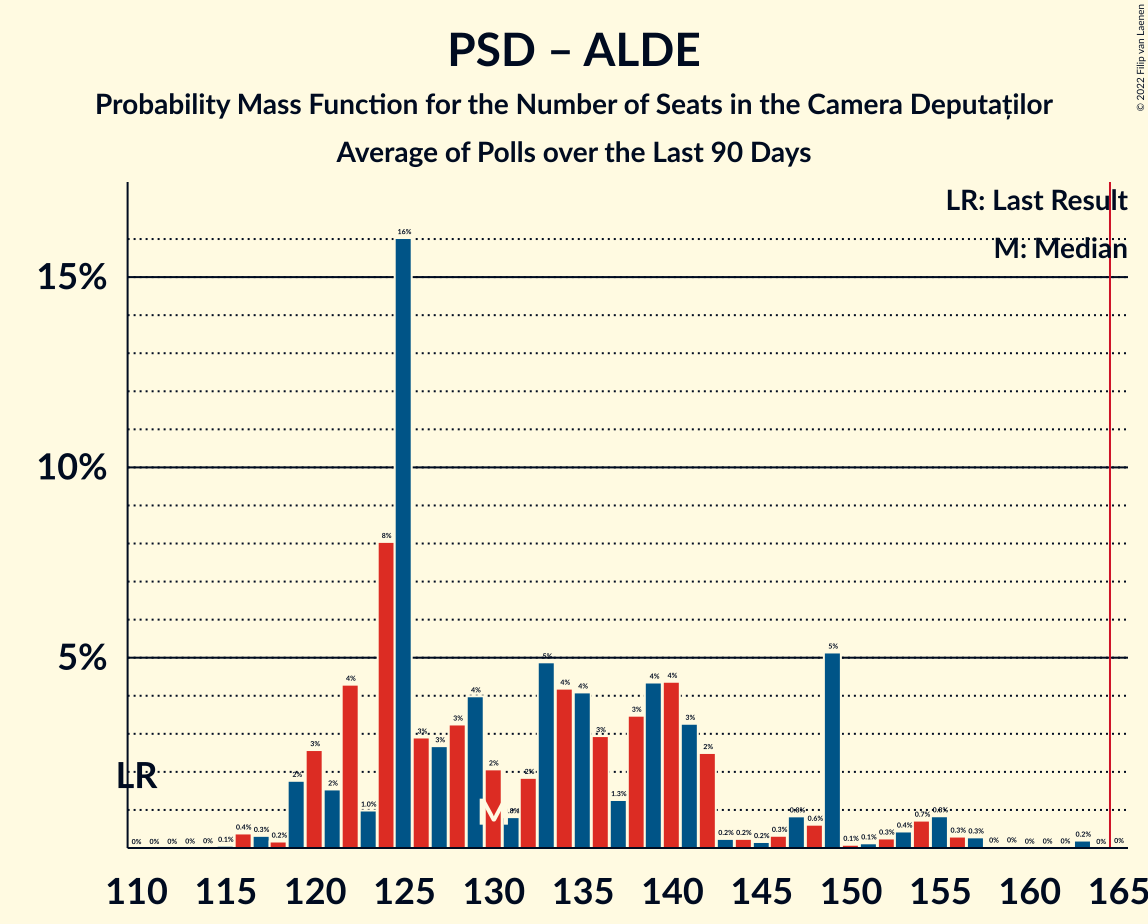 PSD – ALDE
Probability Mass Function for the Number of Seats in the Camera Deputaților
Average of Polls over the Last 90 Days
© 2022 Filip van Laenen
LR: Last Result
M: Median
15%
10%
5%
LR
M
0% 0% 0% 0% 0% 0.1% 0.4% 0.3% 0.2% 2% 3% 2% 4% 1.0% 8% 16% 3% 3% 3% 4% 2% .8% 2% 5% 4% 4% 3% 1.3% 3% 4% 4% 3% 2% 0.2% 0.2% 0.2% 0.3% 0.8% 0.6% 5% 0.1% 0.1% 0.3% 0.4% 0.7% 0.8% 0.3% 0.3% 0% 0% 0% 0% 0% 0.2% 0% 0%
110 115 120 125 130 135 140 145 150 155 160 165